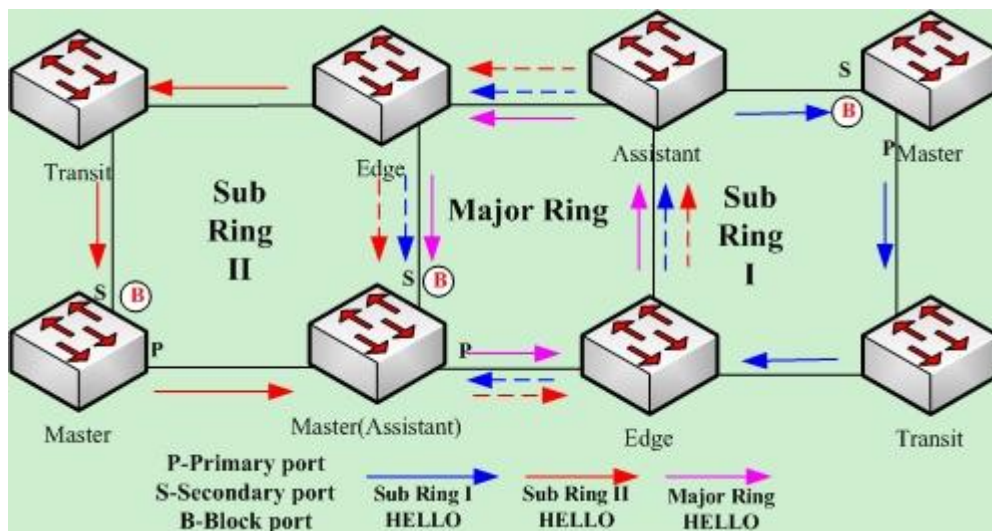 S
B
Transit
Edge
Assistant
P
Master
Sub
Ring
II
Major Ring
Sub
Ring
I
S
B
S
B
P
P
Master
Master(Assistant)
Edge
Transit
P-Primary port
S-Secondary port
B-Block port
Sub Ring I
HELLO
Sub Ring II
HELLO
Major Ring
HELLO